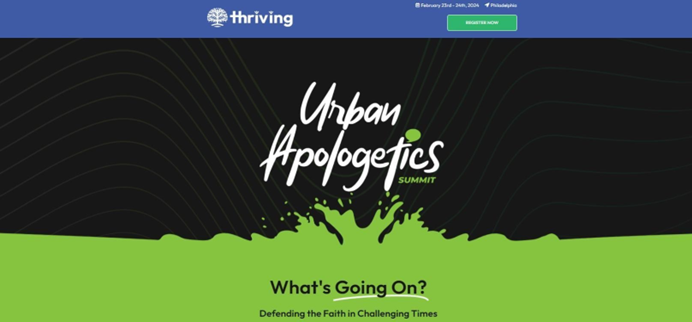 thriving
February 23rd - 24th, 2024 Philadelphia
REGISTER NOW
Urban
Apologetics
SUMMIT
What's Going On?
Defending the Faith in Challenging Times